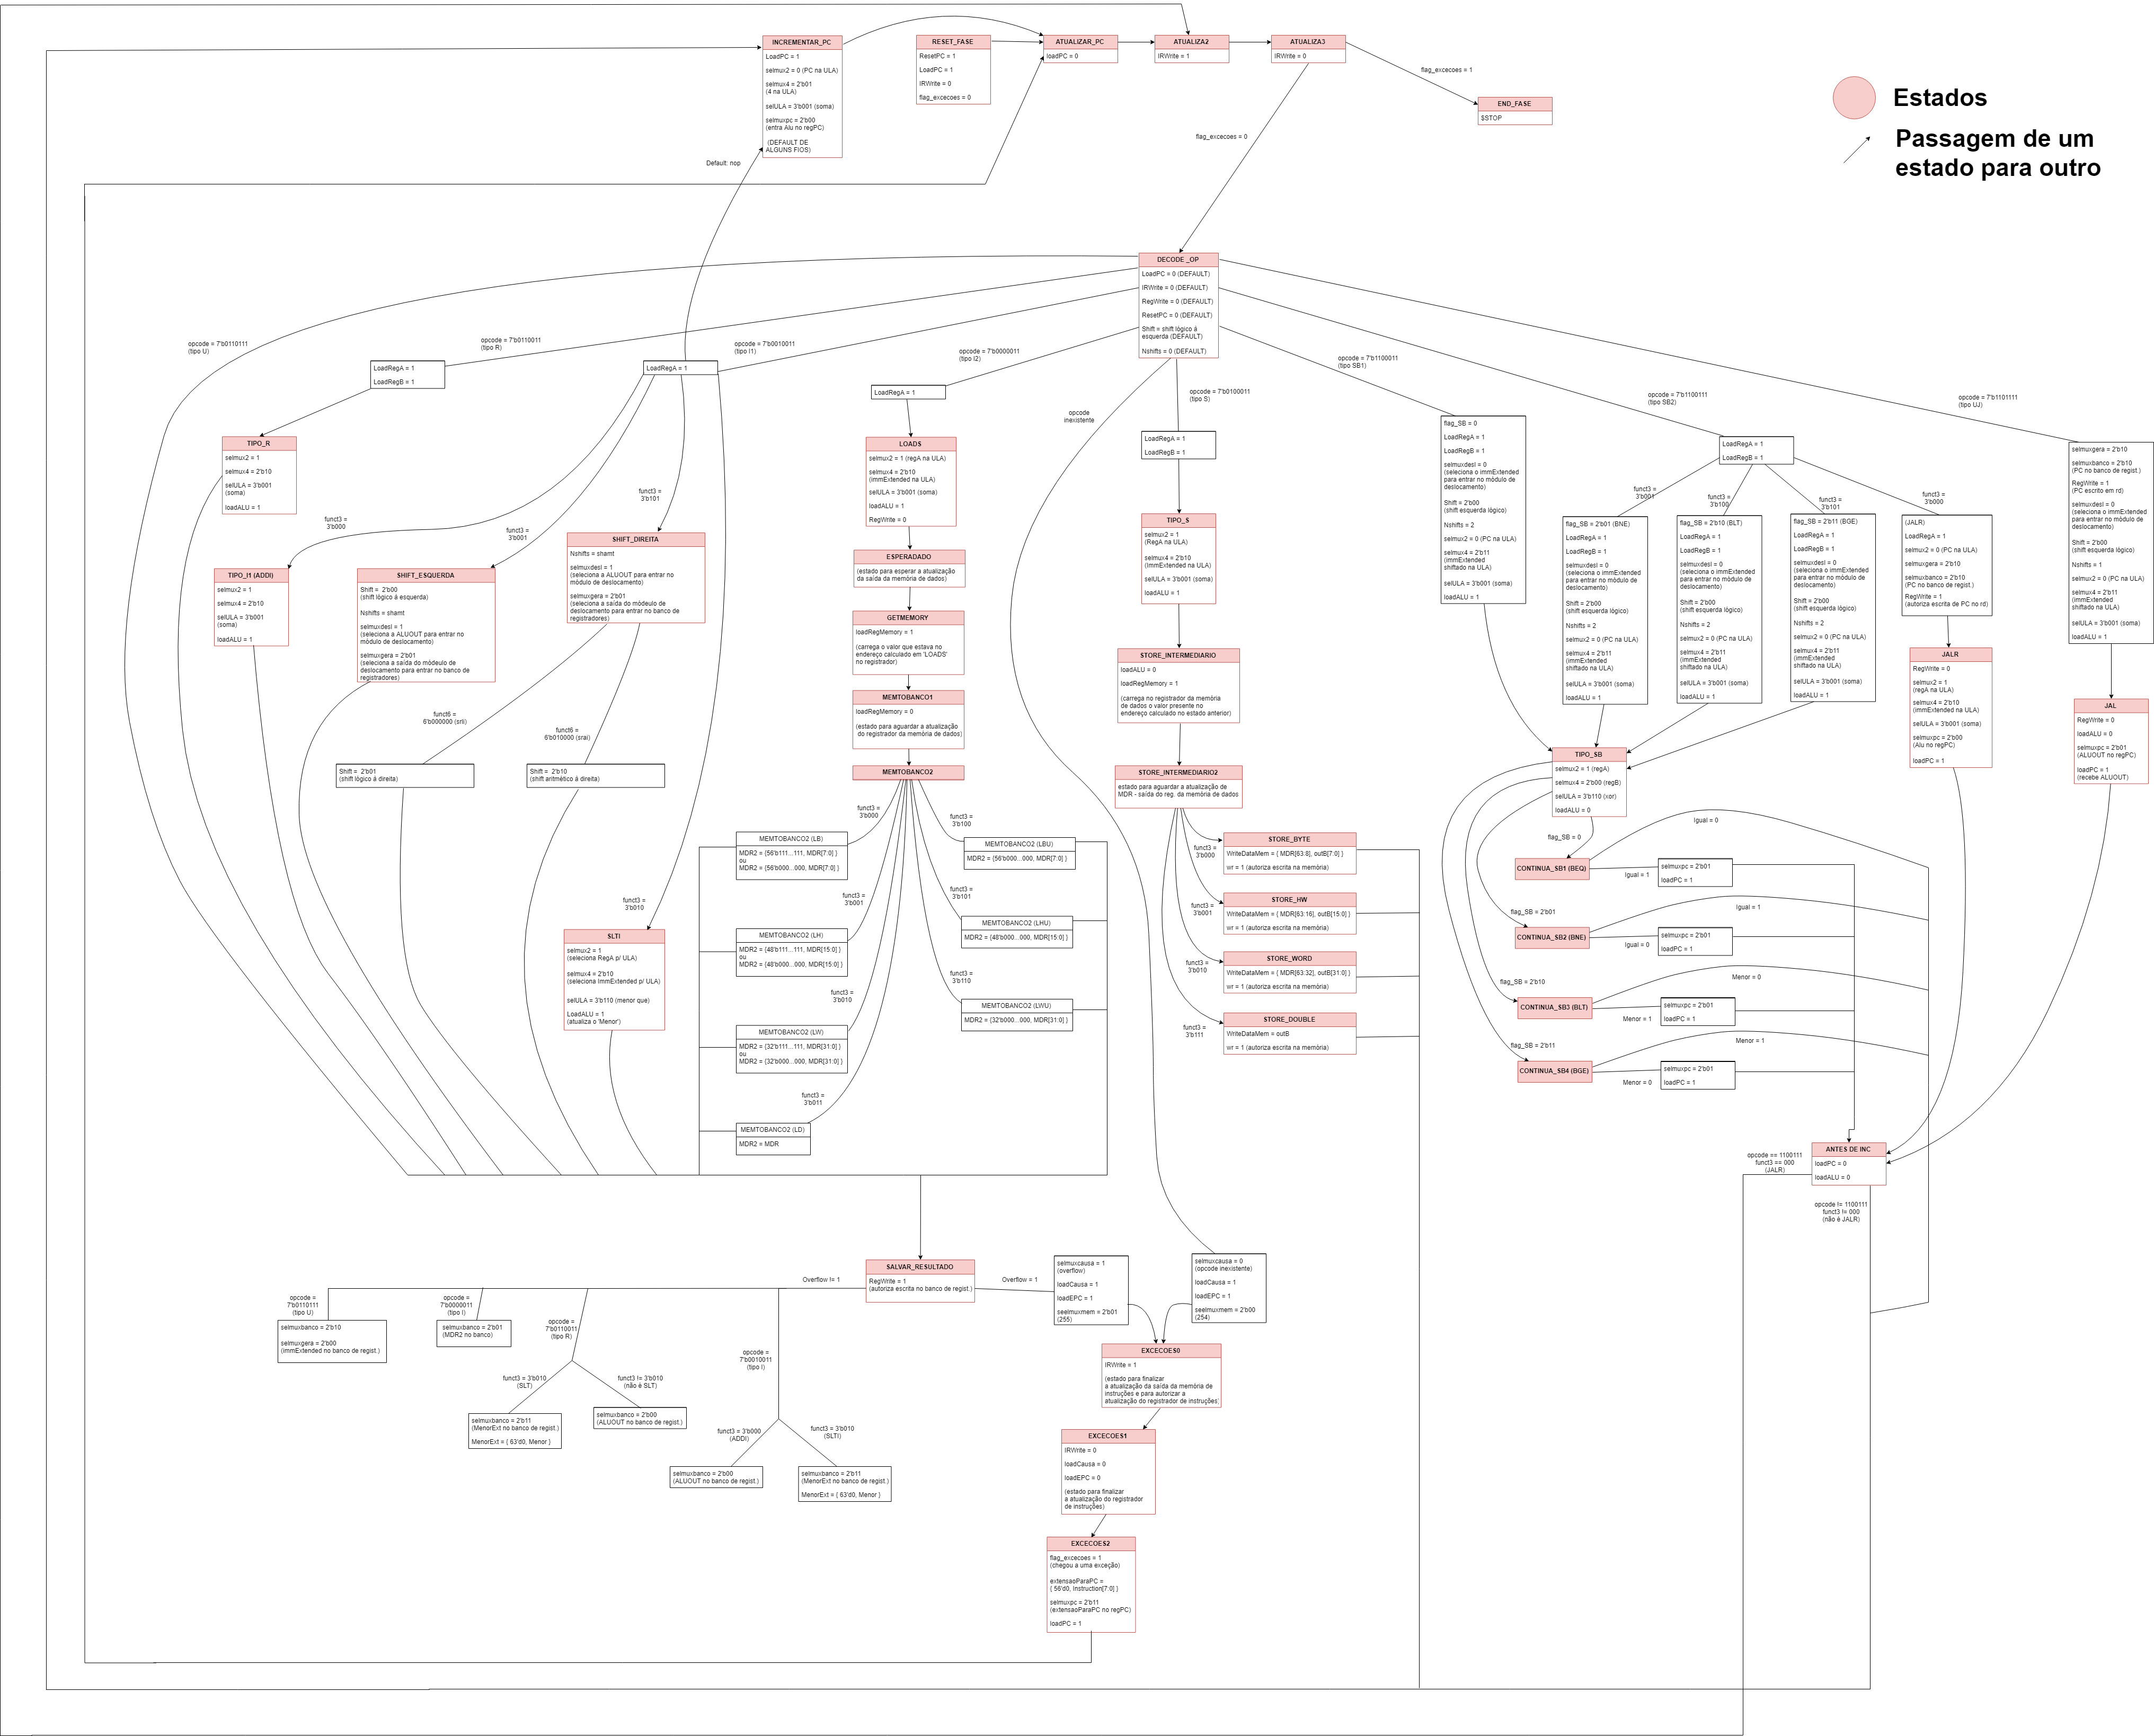 INCREMENTAR_PC
LoadPC = 1
selmux2 = 0 (PC na ULA)
selmux4 = 2'b01
(4 na ULA)
selULA = 3'b001 (soma)
selmuxpc = 2'b00
(entra Alu no regPC)
(DEFAULT DE
ALGUNS FIOS)
RESET_FASE
ResetPC = 1
LoadPC = 1
IRWrite = 0
flag_excecoes = 0
ATUALIZAR_PC
loadPC = 0
ATUALIZA2
IRWrite = 1
ATUALIZA3
IRWrite = 0
flag_excecoes = 1
END_FASE
$STOP
flag_excecoes = 0
Estados
Passagem de um
estado para outro
Default: nop
DECODE _OP
LoadPC = 0 (DEFAULT)
IRWrite = 0 (DEFAULT)
RegWrite = 0 (DEFAULT)
ResetPC = 0 (DEFAULT)
Shift = shift lógico á
esquerda (DEFAULT)
Nshifts = 0 (DEFAULT)
opcode = 7'b0110111
(tipo U)
opcode = 7'b0110011
(tipo R)
opcode = 7'b0010011
(tipo I1)
opcode = 7'b0000011
(tipo I2)
opcode
inexistente
opcode = 7'b0100011
(tipo S)
opcode = 7'b1100011
(tipo SB1)
opcode = 7'b1100111
(tipo SB2)
opcode = 7'b1101111
(tipo UJ)
LoadRegA = 1
LoadRegB = 1
TIPO_R
selmux2 = 1
selmux4 = 2'b10
selULA = 3'b001
(soma)
loadALU = 1
LoadRegA = 1
funct3 =
3'b000
funct3 =
3'b001
funct3 =
3'b101
funct3 =
3'b010
TIPO_I1 (ADDI)
selmux2 = 1
selmux4 = 2'b10
selULA = 3'b001
(soma)
loadALU = 1
SHIFT_ESQUERDA
Shift = 2'b00
(shift lógico á esquerda)
Nshifts = shamt
selmuxdesl = 1
(seleciona a ALUOUT para entrar no
módulo de deslocamento)
selmuxgera = 2'b01
(seleciona a saída do módeulo de
deslocamento para entrar no banco de
registradores)
SHIFT_DIREITA
Nshifts = shamt
selmuxdesl = 1
(seleciona a ALUOUT para entrar no
módulo de deslocamento)
selmuxgera = 2'b01
(seleciona a saída do módeulo de
deslocamento para entrar no banco de
registradores)
funct6 =
6'b000000 (srli)
funct6 =
6'b010000 (srai)
Shift = 2'b01
(shift lógico á direita)
Shift = 2'b10
(shift aritmético á direita)
SLTI
selmux2 = 1
(seleciona RegA p/ ULA)
selmux4 = 2'b10
(seleciona ImmExtended p/ ULA)
selULA = 3'b110 (menor que)
LoadALU = 1
(atualiza o 'Menor')
LoadRegA = 1
LOADS
selmux2 = 1 (regA na ULA)
selmux4 = 2'b10
(immExtended na ULA)
selULA = 3'b001 (soma)
loadALU = 1
RegWrite = 0
ESPERADADO
(estado para esperar a atualização
da saída da memória de dados)
GETMEMORY
loadRegMemory = 1
(carrega o valor que estava no
endereço calculado em 'LOADS'
no registrador)
MEMTOBANCO1
loadRegMemory = 0
(estado para aguardar a atualização
do registrador da memória de dados)
MEMTOBANCO2
funct3 =
3'b000
MEMTOBANCO2 (LB)
MDR2 = {56'b111...111, MDR[7:0] }
ou
MDR2 = {56'b000...000, MDR[7:0] }
funct3 =
3'b001
MEMTOBANCO2 (LH)
MDR2 = {48'b111...111, MDR[15:0] }
ou
MDR2 = {48'b000...000, MDR[15:0] }
funct3 =
3'b010
MEMTOBANCO2 (LW)
MDR2 = {32'b111...111, MDR[31:0] }
ou
MDR2 = {32'b000...000, MDR[31:0] }
funct3 =
3'b011
MEMTOBANCO2 (LD)
MDR2 = MDR
funct3 =
3'b100
MEMTOBANCO2 (LBU)
MDR2 = {56'b000...000, MDR[7:0] }
funct3 =
3'b101
MEMTOBANCO2 (LHU)
MDR2 = {48'b000...000, MDR[15:0] }
funct3 =
3'b110
MEMTOBANCO2 (LWU)
MDR2 = {32'b000...000, MDR[31:0] }
LoadRegA = 1
LoadRegB = 1
TIPO_S
selmux2 = 1
(RegA na ULA)
selmux4 = 2'b10
(ImmExtended na ULA)
selULA = 3'b001 (soma)
loadALU = 1
STORE_INTERMEDIARIO
loadALU = 0
loadRegMemory = 1
(carrega no registrador da memória
de dados o valor presente no
endereço calculado no estado anterior)
STORE_INTERMEDIARIO2
estado para aguardar a atualização de
MDR - saída do reg. da memória de dados
funct3 =
3'b000
STORE_BYTE
WriteDataMem = { MDR[63:8], outB[7:0] }
wr = 1 (autoriza escrita na memória)
funct3 =
3'b001
STORE_HW
WriteDataMem = { MDR[63:16], outB[15:0] }
wr = 1 (autoriza escrita na memória)
funct3 =
3'b010
STORE_WORD
WriteDataMem = { MDR[63:32], outB[31:0] }
wr = 1 (autoriza escrita na memória)
funct3 =
3'b111
STORE_DOUBLE
WriteDataMem = outB
wr = 1 (autoriza escrita na memória)
flag_SB = 0
LoadRegA = 1
LoadRegB = 1
selmuxdesl = 0
(seleciona o immExtended
para entrar no módulo de
deslocamento)
Shift = 2'b00
(shift esquerda lógico)
Nshifts = 2
selmux2 = 0 (PC na ULA)
selmux4 = 2'b11
(immExtended
shiftado na ULA)
selULA = 3'b001 (soma)
loadALU = 1
LoadRegA = 1
LoadRegB = 1
funct3 =
3'b001
funct3 =
3'b100
funct3 =
3'b101
funct3 =
3'b000
flag_SB = 2'b01 (BNE)
LoadRegA = 1
LoadRegB = 1
selmuxdesl = 0
(seleciona o immExtended
para entrar no módulo de
deslocamento)
Shift = 2'b00
(shift esquerda lógico)
Nshifts = 2
selmux2 = 0 (PC na ULA)
selmux4 = 2'b11
(immExtended
shiftado na ULA)
selULA = 3'b001 (soma)
loadALU = 1
flag_SB = 2'b10 (BLT)
LoadRegA = 1
LoadRegB = 1
selmuxdesl = 0
(seleciona o immExtended
para entrar no módulo de
deslocamento)
Shift = 2'b00
(shift esquerda lógico)
Nshifts = 2
selmux2 = 0 (PC na ULA)
selmux4 = 2'b11
(immExtended
shiftado na ULA)
selULA = 3'b001 (soma)
loadALU = 1
flag_SB = 2'b11 (BGE)
LoadRegA = 1
LoadRegB = 1
selmuxdesl = 0
(seleciona o immExtended
para entrar no módulo de
deslocamento)
Shift = 2'b00
(shift esquerda lógico)
Nshifts = 2
selmux2 = 0 (PC na ULA)
selmux4 = 2'b11
(immExtended
shiftado na ULA)
selULA = 3'b001 (soma)
loadALU = 1
(JALR)
LoadRegA = 1
selmux2 = 0 (PC na ULA)
selmuxgera = 2'b10
selmuxbanco = 2'b10
(PC no banco de regist.)
RegWrite = 1
(autoriza escrita de PC no rd)
JALR
RegWrite = 0
selmux2 = 1
(regA na ULA)
selmux4 = 2'b10
(immExtended na ULA)
selULA = 3'b001 (soma)
selmuxpc = 2'b00
(Alu no regPC)
loadPC = 1
selmuxgera = 2'b10
selmuxbanco = 2'b10
(PC no banco de regist.)
RegWrite = 1
(PC escrito em rd)
selmuxdesl = 0
(seleciona o immExtended
para entrar no módulo de
deslocamento)
Shift = 2'b00
(shift esquerda lógico)
Nshifts = 1
selmux2 = 0 (PC na ULA)
selmux4 = 2'b11
(immExtended
shiftado na ULA)
selULA = 3'b001 (soma)
loadALU = 1
JAL
RegWrite = 0
loadALU = 0
selmuxpc = 2'b01
(ALUOUT no regPC)
loadPC = 1
(recebe ALUOUT)
TIPO_SB
selmux2 = 1 (regA)
selmux4 = 2'b00 (regB)
selULA = 3'b110 (xor)
loadALU = 0
flag_SB = 0
CONTINUA_SB1 (BEQ)
Igual = 0
Igual = 1
selmuxpc = 2'b01
loadPC = 1
flag_SB = 2'b01
CONTINUA_SB2 (BNE)
Igual = 1
Igual = 0
selmuxpc = 2'b01
loadPC = 1
flag_SB = 2'b10
CONTINUA_SB3 (BLT)
Menor = 0
Menor = 1
selmuxpc = 2'b01
loadPC = 1
flag_SB = 2'b11
CONTINUA_SB4 (BGE)
Menor = 1
Menor = 0
selmuxpc = 2'b01
loadPC = 1
ANTES DE INC
loadPC = 0
loadALU = 0
opcode == 1100111
funct3 == 000
(JALR)
opcode != 1100111
funct3 != 000
(não é JALR)
SALVAR_RESULTADO
RegWrite = 1
(autoriza escrita no banco de regist.)
Overflow != 1
Overflow = 1
opcode =
7'b0110111
(tipo U)
selmuxbanco = 2'b10
selmuxgera = 2'b00
(immExtended no banco de regist.)
opcode =
7'b0000011
(tipo I)
selmuxbanco = 2'b01
(MDR2 no banco)
opcode =
7'b0110011
(tipo R)
funct3 = 3'b010
(SLT)
selmuxbanco = 2'b11
(MenorExt no banco de regist.)
MenorExt = { 63'd0, Menor }
funct3 != 3'b010
(não é SLT)
selmuxbanco = 2'b00
(ALUOUT no banco de regist.)
opcode =
7'b0010011
(tipo I)
funct3 = 3'b000
(ADDI)
selmuxbanco = 2'b00
(ALUOUT no banco de regist.)
funct3 = 3'b010
(SLTI)
selmuxbanco = 2'b11
(MenorExt no banco de regist.)
MenorExt = { 63'd0, Menor }
selmuxcausa = 1
(overflow)
loadCausa = 1
loadEPC = 1
seelmuxmem = 2'b01
(255)
selmuxcausa = 0
(opcode inexistente)
loadCausa = 1
loadEPC = 1
seelmuxmem = 2'b00
(254)
EXCECOES0
IRWrite = 1
(estado para finalizar
a atualização da saída da memória de
instruções e para autorizar a
atualização do registrador de instruções)
EXCECOES1
IRWrite = 0
loadCausa = 0
loadEPC = 0
(estado para finalizar
a atualização do registrador
de instruções)
EXCECOES2
flag_excecoes = 1
(chegou a uma exceção)
extensaoParaPC =
{ 56'd0, Instruction[7:0] }
selmuxpc = 2'b11
(extensaoParaPC no regPC)
loadPC = 1